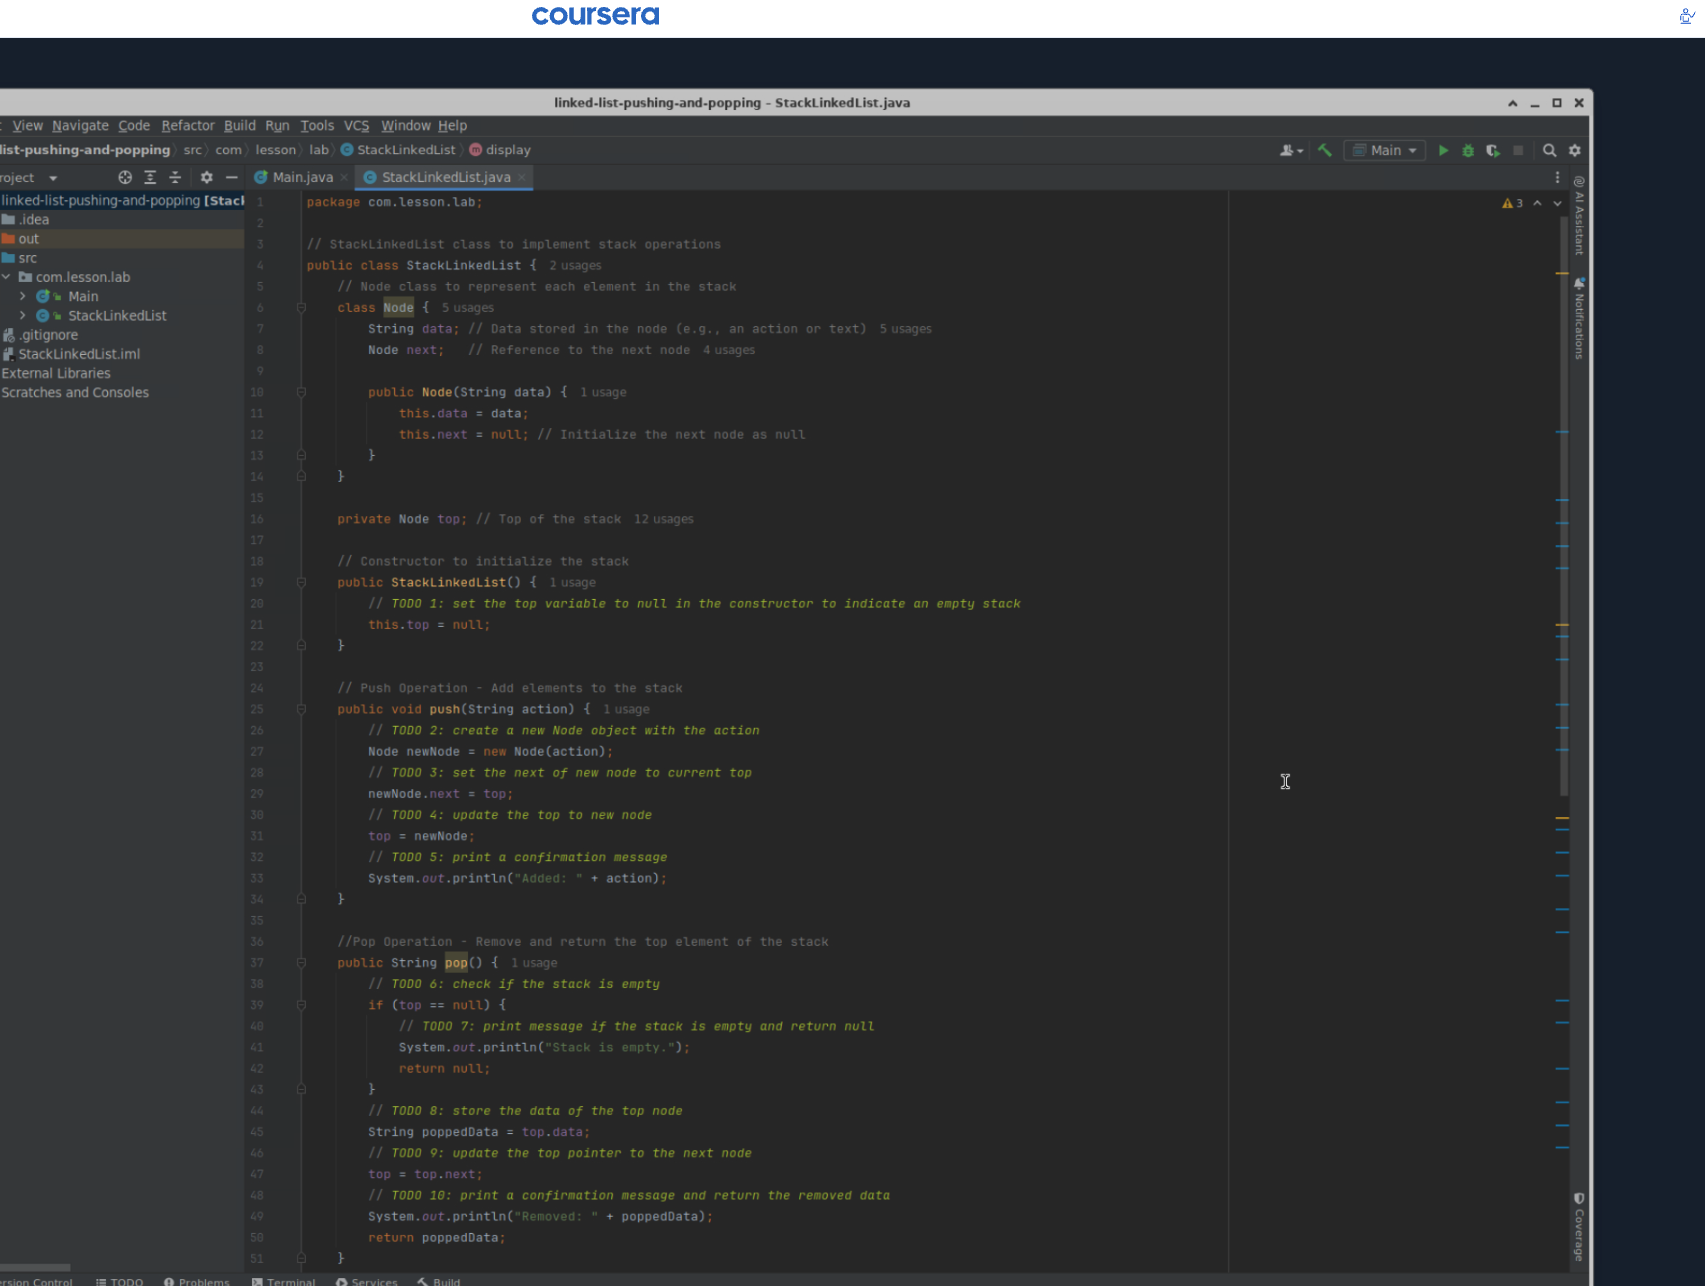 coursera
linked-list-pushing-and-popping – StackLinkedList.java
View Navigate Code Refactor Build Run Tools VCS Window Help
list-pushing-and-popping src com lesson lab StackLinkedList display
Main
roject
Main.java StackLinkedList.java
linked-list-pushing-and-popping [Stack
.idea
out
src
com.lesson.lab
Main
StackLinkedList
.gitignore
StackLinkedList.iml
External Libraries
Scratches and Consoles
1 package com.lesson.lab;
2
3 // StackLinkedList class to implement stack operations
4 public class StackLinkedList { 2 usages
5 // Node class to represent each element in the stack
6 class Node { 5 usages
7 String data; // Data stored in the node (e.g., an action or text) 5 usages
8 Node next; // Reference to the next node 4 usages
9
10 public Node(String data) { 1 usage
11 this.data = data;
12 this.next = null; // Initialize the next node as null
13 }
14 }
15
16 private Node top; // Top of the stack 12 usages
17
18 // Constructor to initialize the stack
19 public StackLinkedList() { 1 usage
20 // TODO 1: set the top variable to null in the constructor to indicate an empty stack
21 this.top = null;
22 }
23
24 // Push Operation - Add elements to the stack
25 public void push(String action) { 1 usage
26 // TODO 2: create a new Node object with the action
27 Node newNode = new Node(action);
28 // TODO 3: set the next of new node to current top
29 newNode.next = top;
30 // TODO 4: update the top to new node
31 top = newNode;
32 // TODO 5: print a confirmation message
33 System.out.println("Added: " + action);
34 }
35
36 //Pop Operation - Remove and return the top element of the stack
37 public String pop() { 1 usage
38 // TODO 6: check if the stack is empty
39 if (top == null) {
40 // TODO 7: print message if the stack is empty and return null
41 System.out.println("Stack is empty.");
42 return null;
43 }
44 // TODO 8: store the data of the top node
45 String poppedData = top.data;
46 // TODO 9: update the top pointer to the next node
47 top = top.next;
48 // TODO 10: print a confirmation message and return the removed data
49 System.out.println("Removed: " + poppedData);
50 return poppedData;
51 }
3
AI Assistant
Notifications
Coverage
ersion Control TODO Problems Terminal Services Build